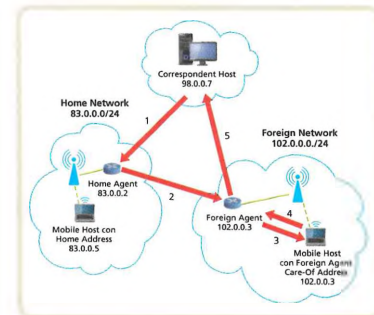 Correspondent Host
98.0.0.7
Home Network
83.0.0.0/24
1
5
Foreign Network
102.0.0.0./24
Home Agent
83.0.0.2
2
Foreign Agent
102.0.0.3
4
3
Mobile Host con
Home Address
83.0.0.5
Mobile Host
con Foreign Agent
Care-Of Address
102.0.0.3